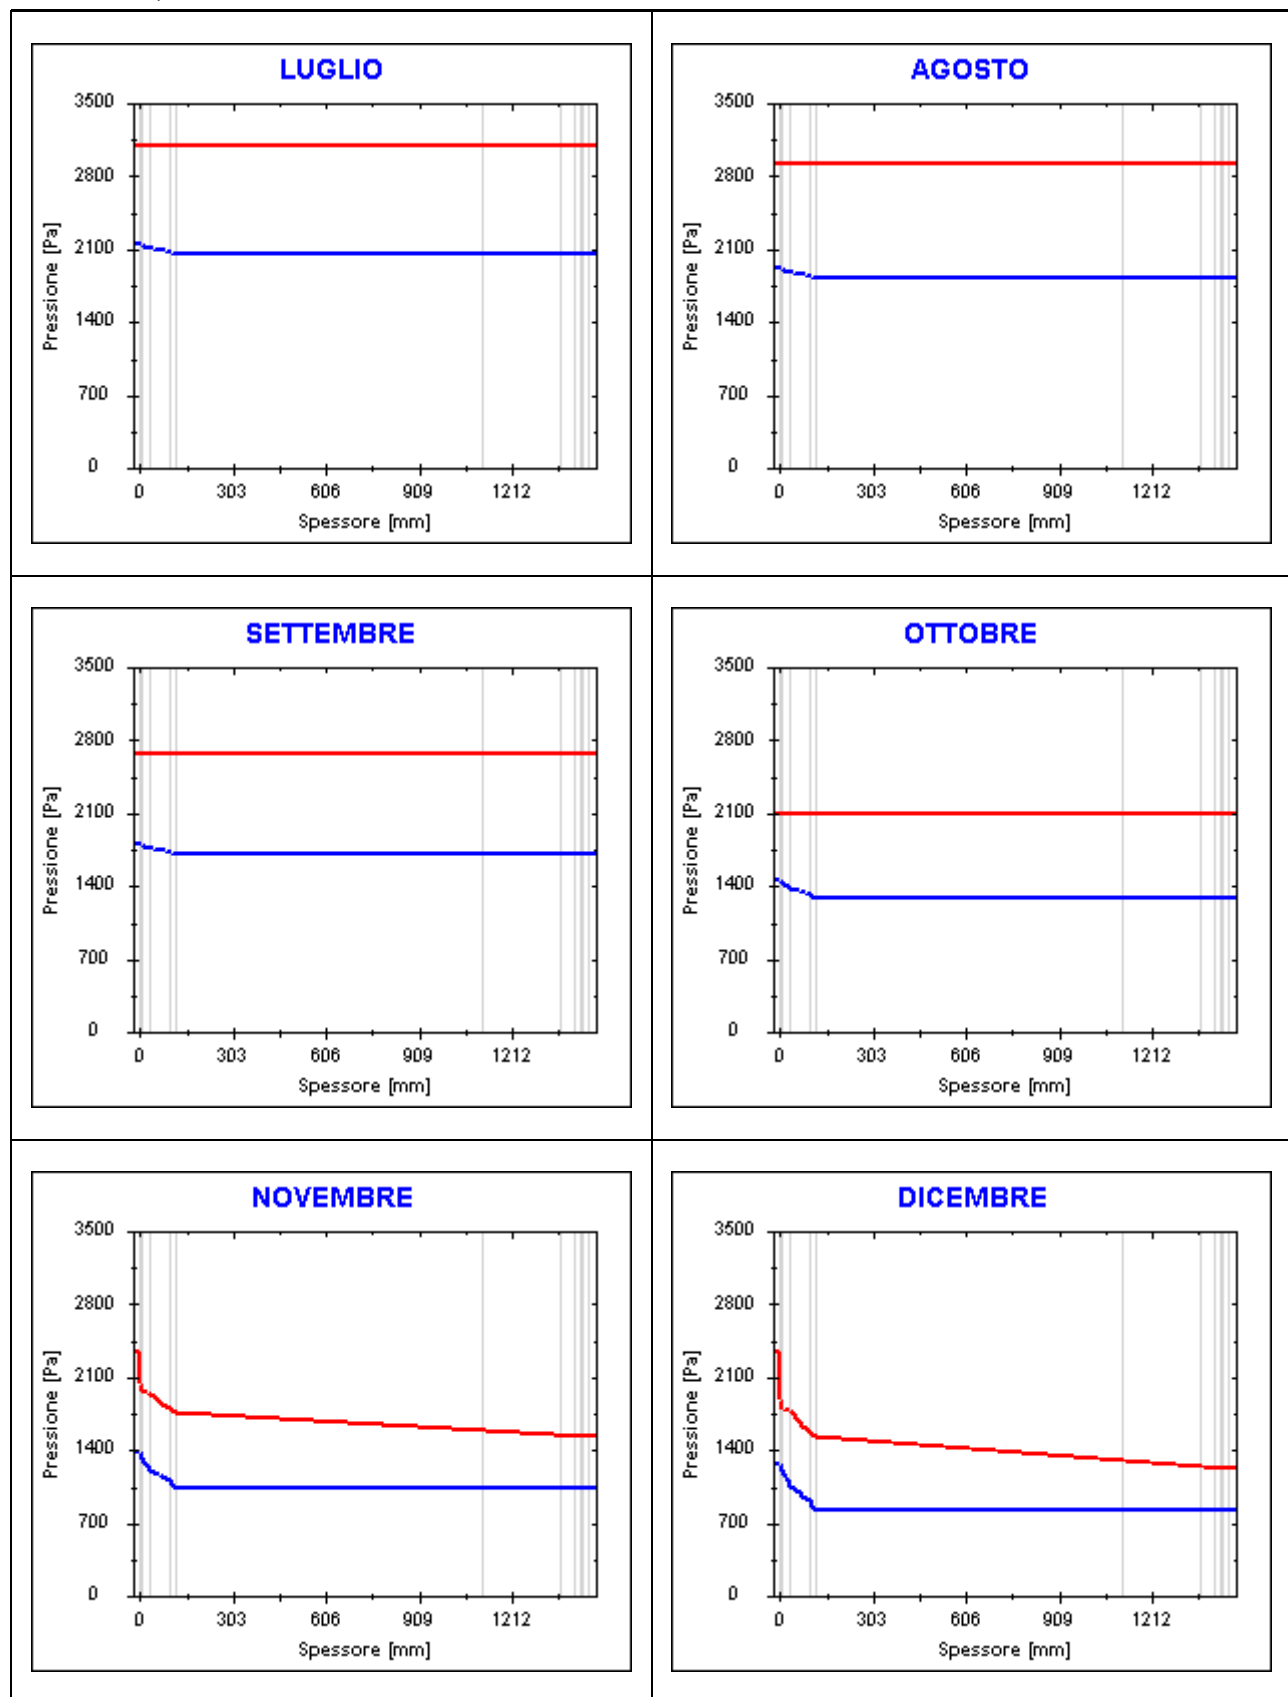 LUGLIO
3500
2800
2100
1400
700
0
Pressione [Pa]
0 303 606 909 1212
Spessore [mm]
AGOSTO
3500
2800
2100
1400
700
0
Pressione [Pa]
0 303 606 909 1212
Spessore [mm]
SETTEMBRE
3500
2800
2100
1400
700
0
Pressione [Pa]
0 303 606 909 1212
Spessore [mm]
OTTOBRE
3500
2800
2100
1400
700
0
Pressione [Pa]
0 303 606 909 1212
Spessore [mm]
NOVEMBRE
3500
2800
2100
1400
700
0
Pressione [Pa]
0 303 606 909 1212
Spessore [mm]
DICEMBRE
3500
2800
2100
1400
700
0
Pressione [Pa]
0 303 606 909 1212
Spessore [mm]